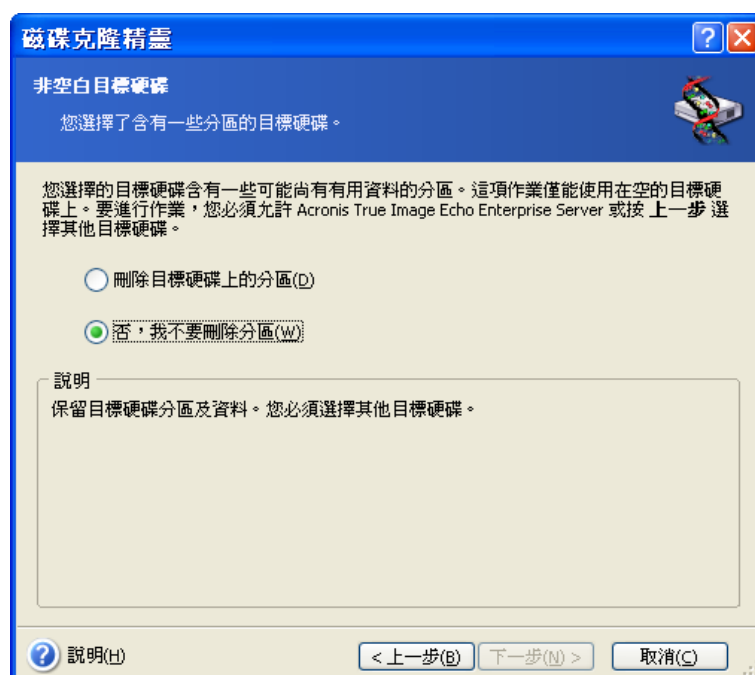 磁碟克隆精靈
非空白目標硬碟
您選擇了含有一些分區的目標硬碟。
您選擇的目標硬碟含有一些可能尚有有用資料的分區。這項作業僅能使用在空的目標硬
碟上。要進行作業，您必須允許 Acronis True Image Echo Enterprise Server 或按 上一步 選
擇其他目標硬碟。
刪除目標硬碟上的分區(D)
否，我不要刪除分區(W)
說明
保留目標硬碟分區及資料。您必須選擇其他目標硬碟。
說明(H)
< 上一步(B)
下一步(N) >
取消(C)